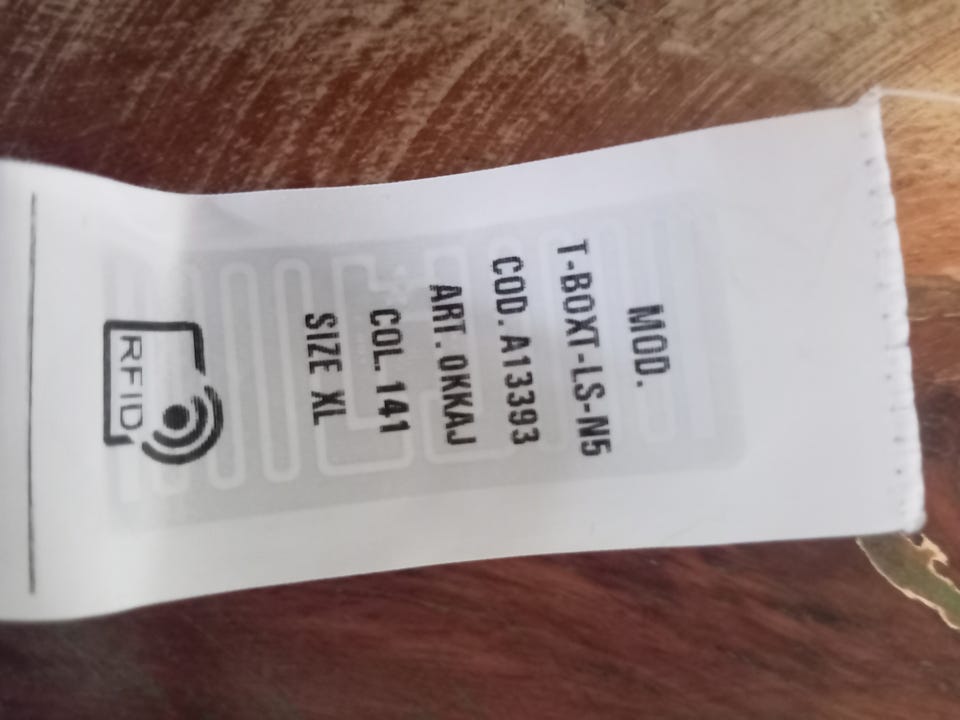 MOD.
T-BOXT-LS-N5
COD. A13393
ART. 0KKAJ
COL. 141
SIZE XL
RFID